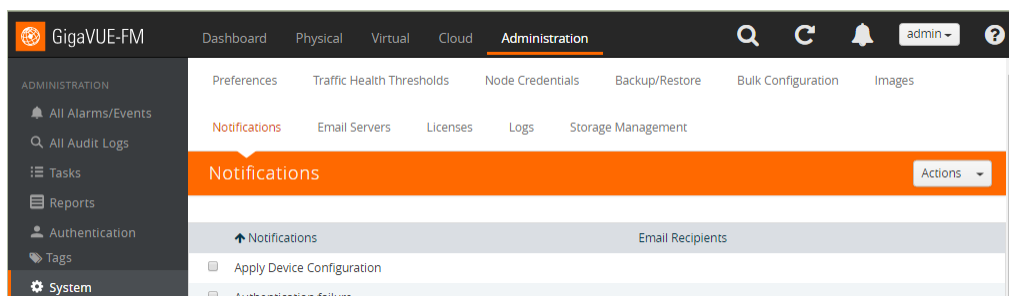 GigaVUE-FM Dashboard Physical Virtual Cloud Administration admin
ADMINISTRATION
All Alarms/Events
All Audit Logs
Tasks
Reports
Authentication
Tags
System
Preferences Traffic Health Thresholds Node Credentials Backup/Restore Bulk Configuration Images
Notifications Email Servers Licenses Logs Storage Management
Notifications Actions
Notifications Email Recipients
Apply Device Configuration
Authentication failure